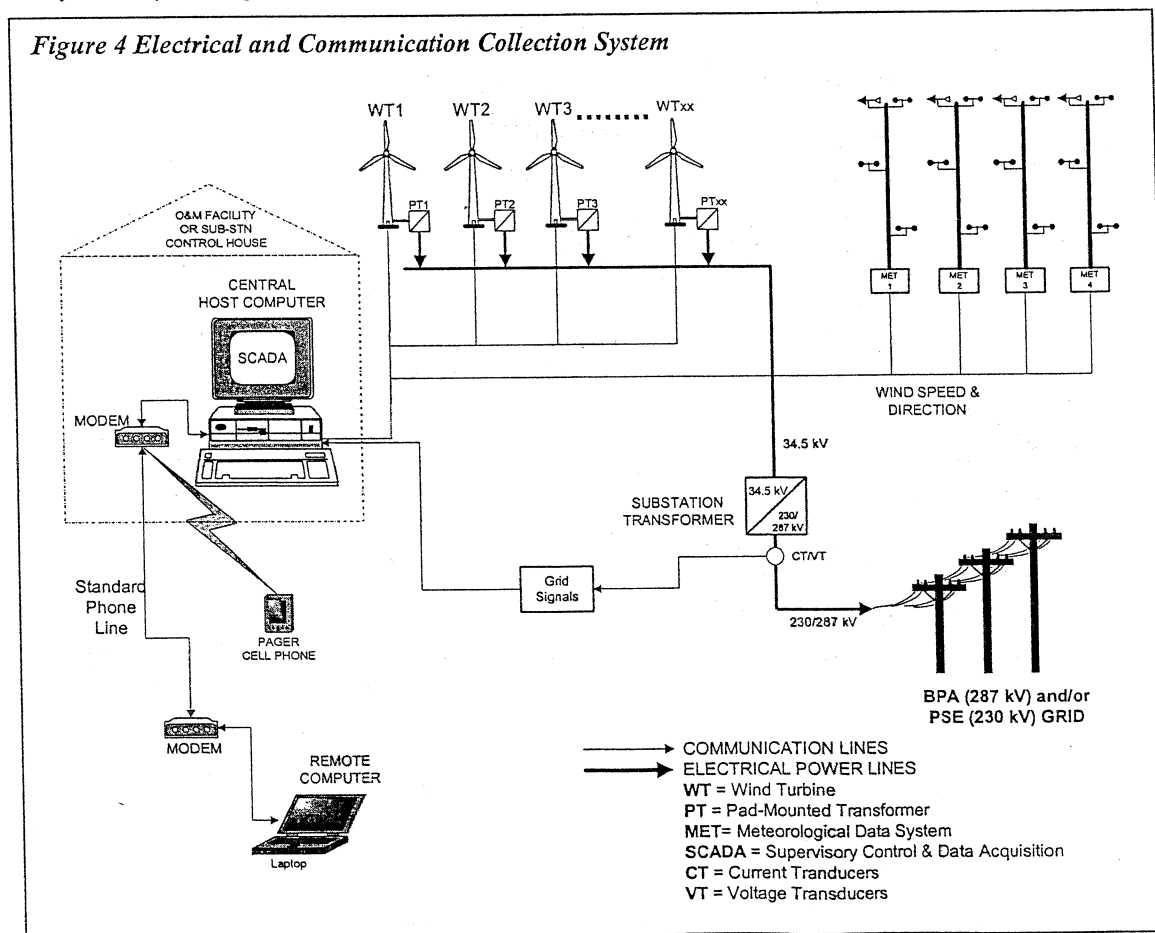 Figure 4 Electrical and Communication Collection System
WT1 WT2 WT3 WTxx
PT1 PT2 PT3 PTxx
O&M FACILITY
OR SUB-STN
CONTROL HOUSE
CENTRAL
HOST COMPUTER
SCADA
MODEM
MET
1
MET
2
MET
3
MET
4
WIND SPEED &
DIRECTION
34.5 kV
SUBSTATION
TRANSFORMER
34.5 kV
230/
287 kV
CT/VT
Grid
Signals
230/287 kV
Standard
Phone
Line
PAGER
CELL PHONE
MODEM
REMOTE
COMPUTER
Laptop
BPA (287 kV) and/or
PSE (230 kV) GRID
COMMUNICATION LINES
ELECTRICAL POWER LINES
WT = Wind Turbine
PT = Pad-Mounted Transformer
MET= Meteorological Data System
SCADA = Supervisory Control & Data Acquisition
CT = Current Tranducers
VT = Voltage Transducers